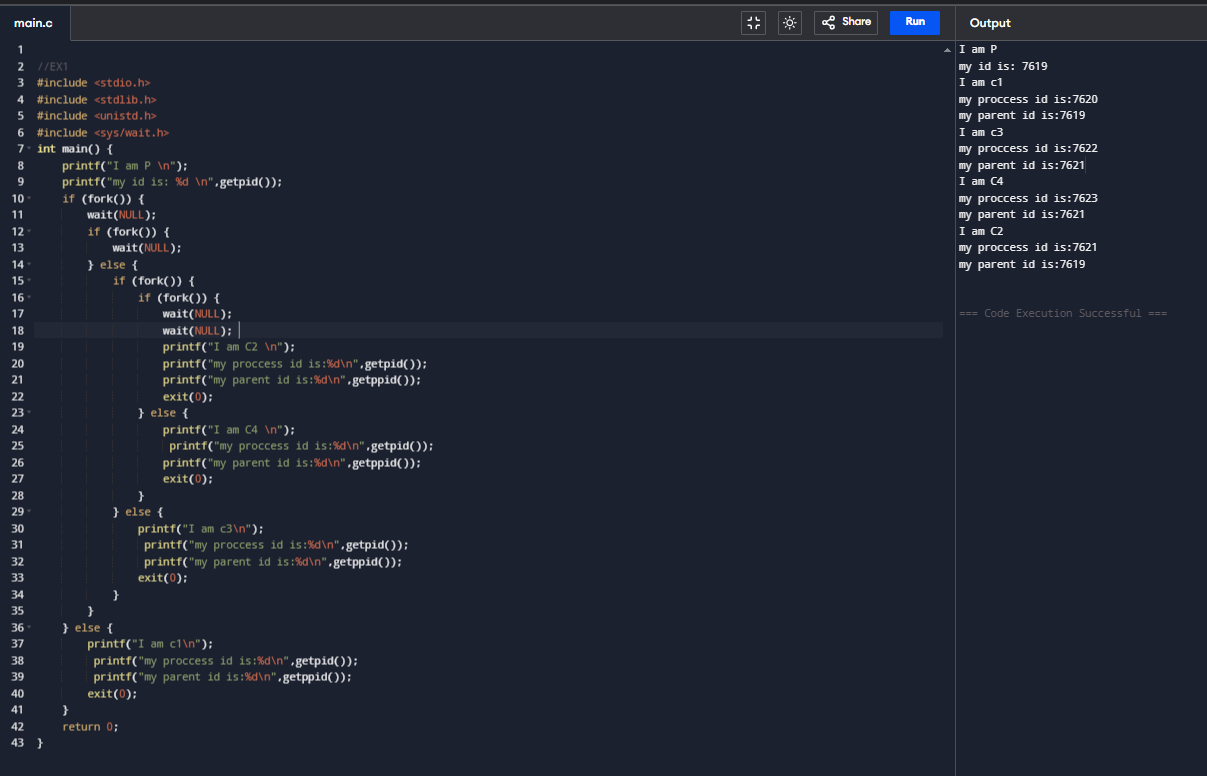 main.c
Share
Run
Output
1
2 //EX1
3 #include <stdio.h>
4 #include <stdlib.h>
5 #include <unistd.h>
6 #include <sys/wait.h>
7 int main() {
8     printf("I am P \n");
9     printf("my id is: %d \n",getpid());
10     if (fork()) {
11         wait(NULL);
12         if (fork()) {
13             wait(NULL);
14         } else {
15             if (fork()) {
16                 if (fork()) {
17                     wait(NULL);
18                     wait(NULL);
19                     printf("I am C2 \n");
20                     printf("my proccess id is:%d\n",getpid());
21                     printf("my parent id is:%d\n",getppid());
22                     exit(0);
23                 } else {
24                     printf("I am C4 \n");
25                      printf("my proccess id is:%d\n",getpid());
26                     printf("my parent id is:%d\n",getppid());
27                     exit(0);
28                 }
29             } else {
30                 printf("I am c3\n");
31                  printf("my proccess id is:%d\n",getpid());
32                  printf("my parent id is:%d\n",getppid());
33                 exit(0);
34             }
35         }
36     } else {
37         printf("I am c1\n");
38          printf("my proccess id is:%d\n",getpid());
39          printf("my parent id is:%d\n",getppid());
40         exit(0);
41     }
42     return 0;
43 }
I am P
my id is: 7619
I am c1
my proccess id is:7620
my parent id is:7619
I am c3
my proccess id is:7622
my parent id is:7621
I am C4
my proccess id is:7623
my parent id is:7621
I am C2
my proccess id is:7621
my parent id is:7619
=== Code Execution Successful ===